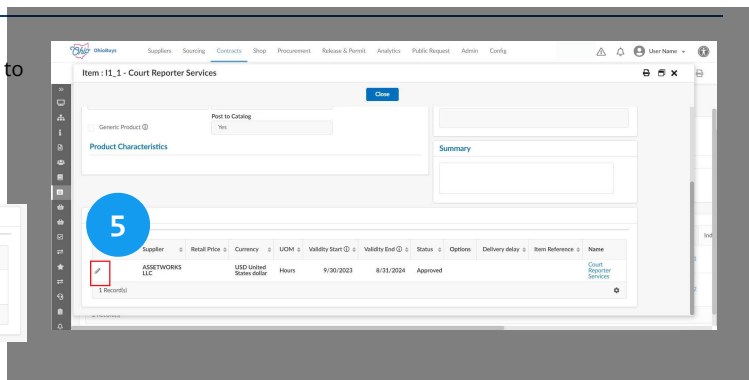 to
Ohio OhioBuys Suppliers Sourcing Contracts Shop Procurement Release & Permit Analytics Public Request Admin Config User Name
Item : I1_1 - Court Reporter Services
Close
Post to Catalog
Generic Product Yes
Product Characteristics
Summary
5
Supplier Retail Price Currency UOM Validity Start Validity End Status Options Delivery delay Item Reference Name
ASSETWORKS LLC USD United States dollar Hours 9/30/2023 8/31/2024 Approved Court Reporter Services
1 Record(s)
Ind